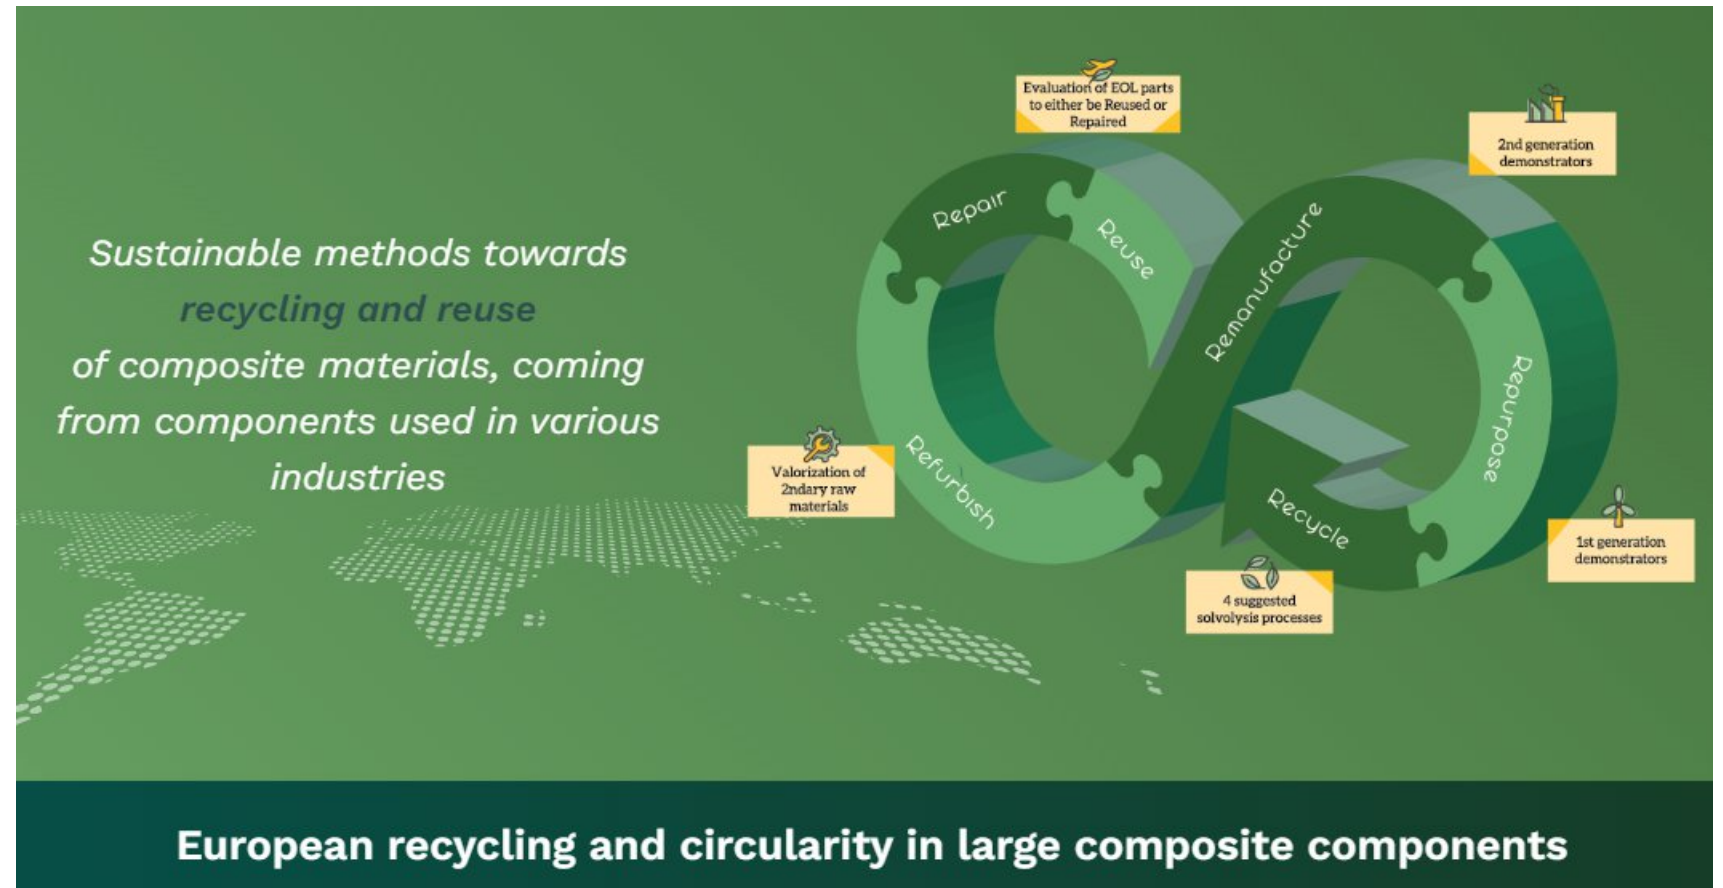 Sustainable methods towards
recycling and reuse
of composite materials, coming
from components used in various
industries
Evaluation of EOL parts
to either be Reused or
Repaired
2nd generation
demonstrators
Repair
Reuse
Remanufacture
Repurpose
Refurbish
Recycle
Valorization of
2ndary raw
materials
1st generation
demonstrators
4 suggested
solvolysis processes
European recycling and circularity in large composite components